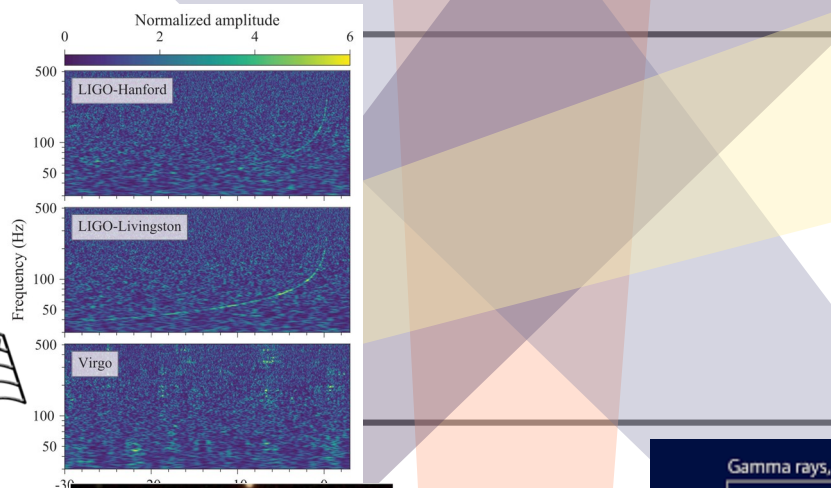 Normalized amplitude
0 2 4 6
500
LIGO-Hanford
100
50
500
LIGO-Livingston
100
50
Frequency (Hz)
500
Virgo
100
50
Gamma rays,